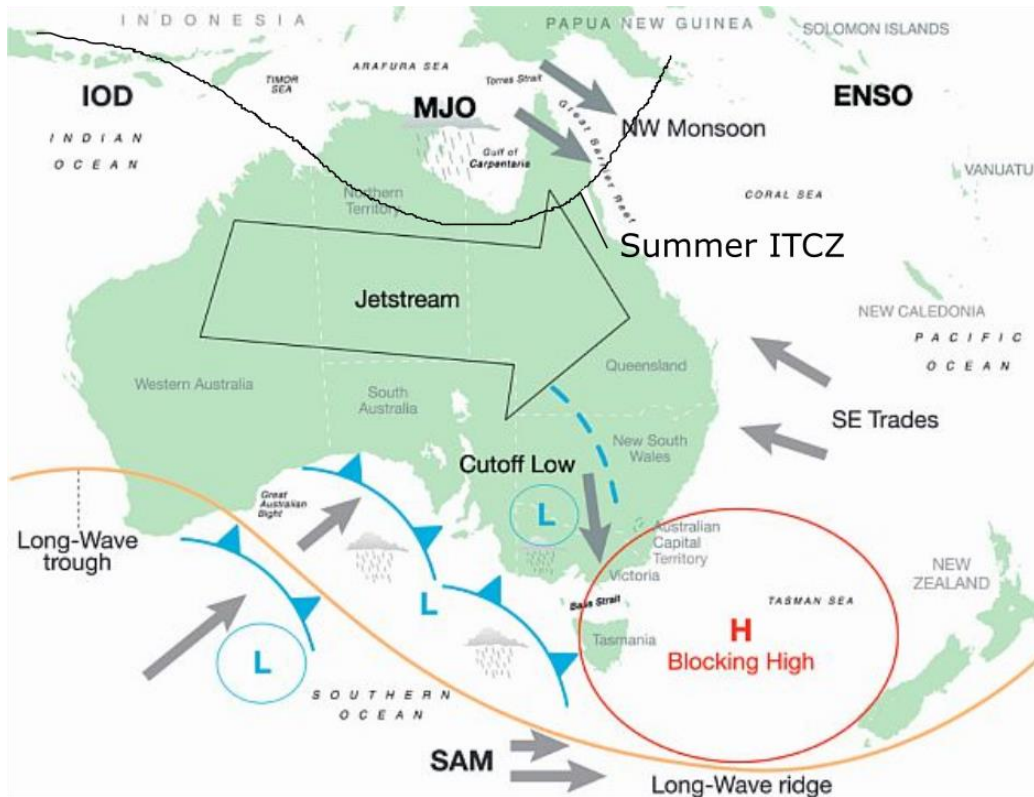 INDONESIA
PAPUA NEW GUINEA
SOLOMON ISLANDS
ARAFURA SEA
TIMOR
SEA
Torres Strait
IOD
MJO
ENSO
INDIAN
OCEAN
NW Monsoon
Great Barrier Reef
Gulf of
Carpentaria
VANUATU
CORAL SEA
Northern
Territory
Summer ITCZ
Jetstream
NEW CALEDONIA
PACIFIC
OCEAN
Western Australia
South
Australia
Queensland
SE Trades
New South
Wales
Cutoff Low
Great
Australian
Bight
L
Long-Wave
trough
Australian
Capital
Territory
Victoria
NEW
ZEALAND
Bass Strait
TASMAN SEA
L
Tasmania
H
Blocking High
L
SOUTHERN
OCEAN
SAM
Long-Wave ridge